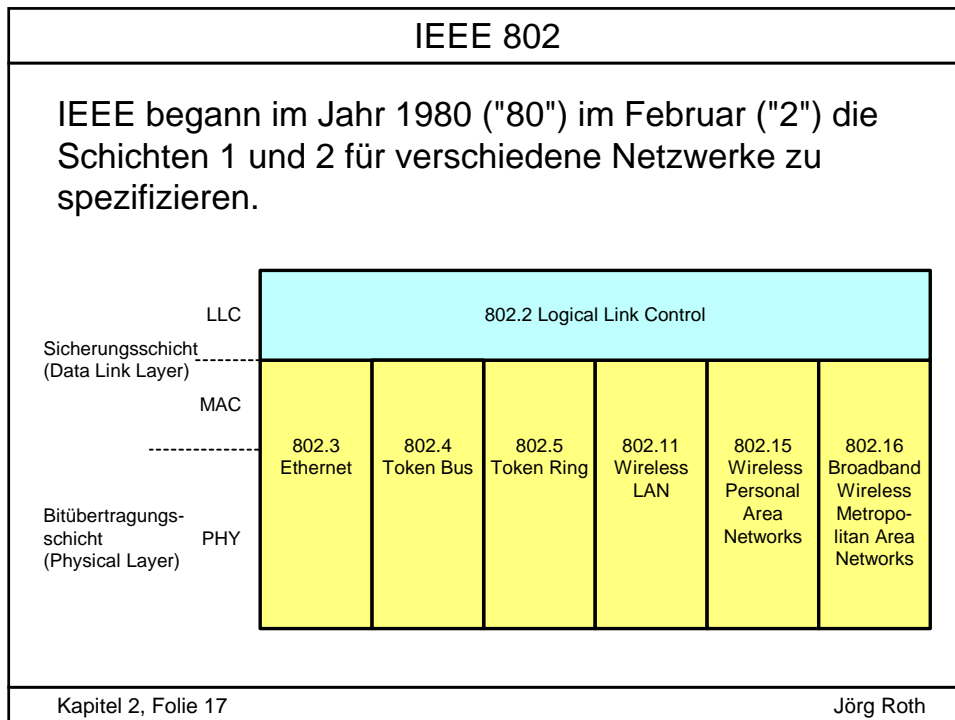 IEEE 802
IEEE begann im Jahr 1980 ("80") im Februar ("2") die
Schichten 1 und 2 für verschiedene Netzwerke zu
spezifizieren.
LLC
802.2 Logical Link Control
Sicherungsschicht
(Data Link Layer)
MAC
802.3
Ethernet
802.4
Token Bus
802.5
Token Ring
802.11
Wireless
LAN
802.15
Wireless
Personal
Area
Networks
802.16
Broadband
Wireless
Metropo-
litan Area
Networks
Bitübertragungs-
schicht
(Physical Layer)
PHY
Kapitel 2, Folie 17
Jörg Roth